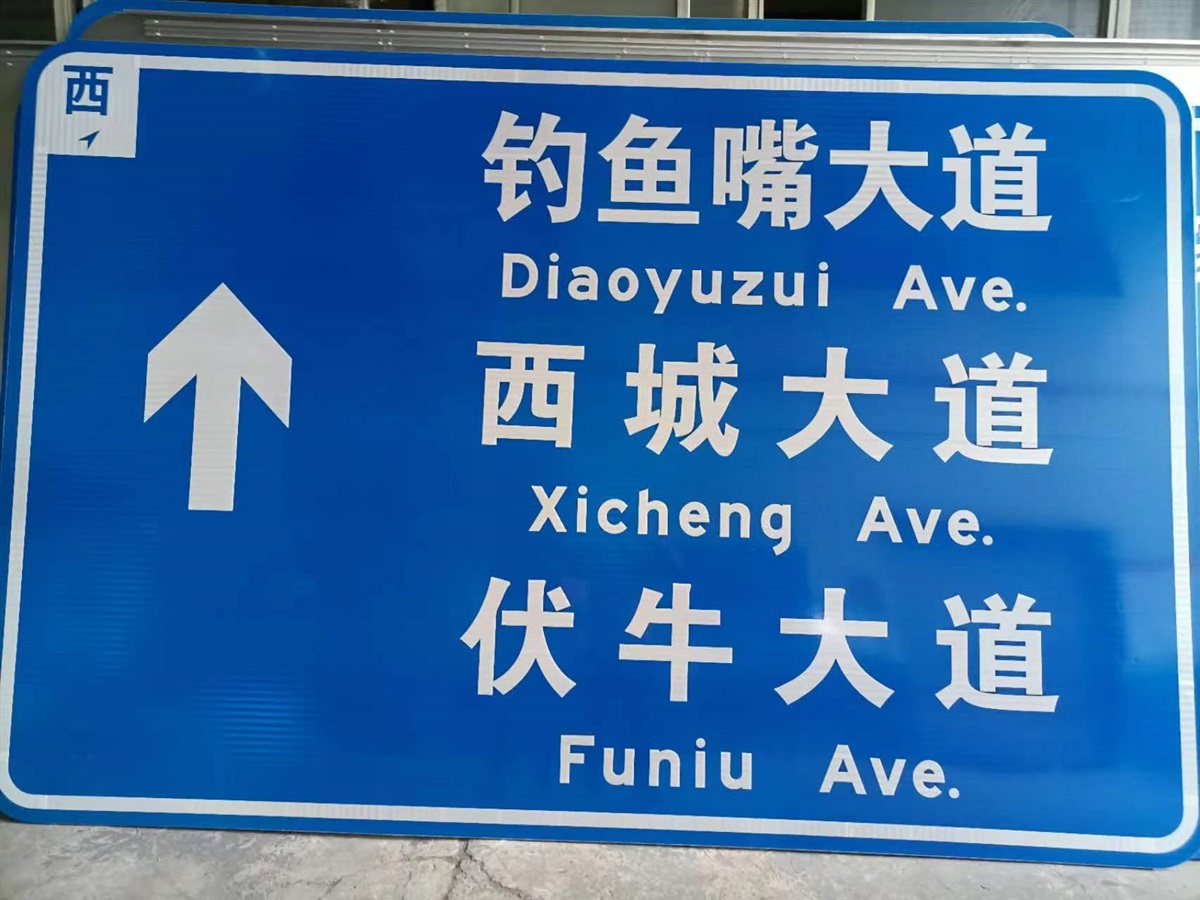 西
钓鱼嘴大道
Diaoyuzui Ave.
西城大道
Xicheng Ave.
伏牛大道
Funiu Ave.